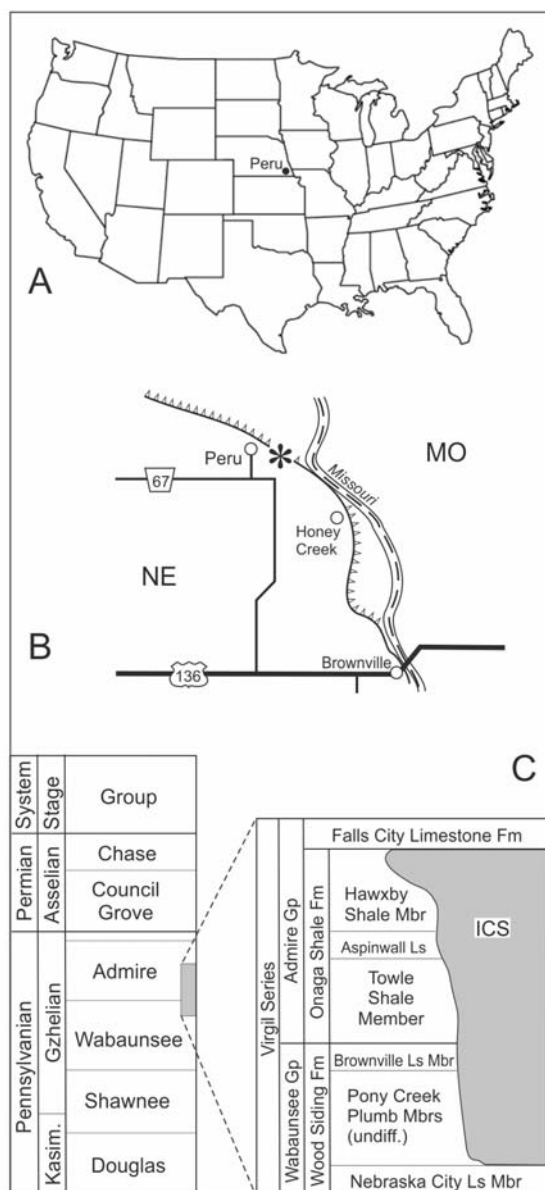 Peru
A
MO
Peru
Missouri
67
Honey
Creek
NE
B
Brownville
136
C
System
Stage
Group
Permian
Asselian
Chase
Council
Grove
Pennsylvanian
Gzhelian
Kasim.
Admire
Wabaunsee
Shawnee
Douglas
Falls City Limestone Fm
Virgil Series
Admire Gp
Onaga Shale Fm
Hawxby
Shale Mbr
ICS
Aspinwall Ls
Towle
Shale
Member
Wabaunsee Gp
Wood Siding Fm
Brownville Ls Mbr
Pony Creek
Plumb Mbrs
(undiff.)
Nebraska City Ls Mbr